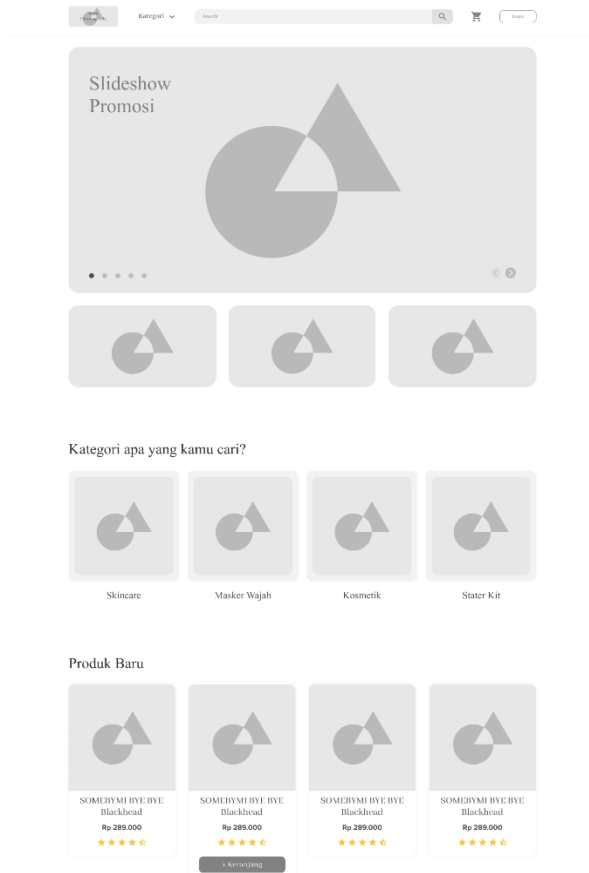 Kategori
Search
Login
Slideshow
Promosi
Kategori apa yang kamu cari?
Skincare
Masker Wajah
Kosmetik
Stater Kit
Produk Baru
SOMEBYMI BYE BYE
Blackhead
Rp 289.000
SOMEBYMI BYE BYE
Blackhead
Rp 289.000
+ Keranjang
SOMEBYMI BYE BYE
Blackhead
Rp 289.000
SOMEBYMI BYE BYE
Blackhead
Rp 289.000